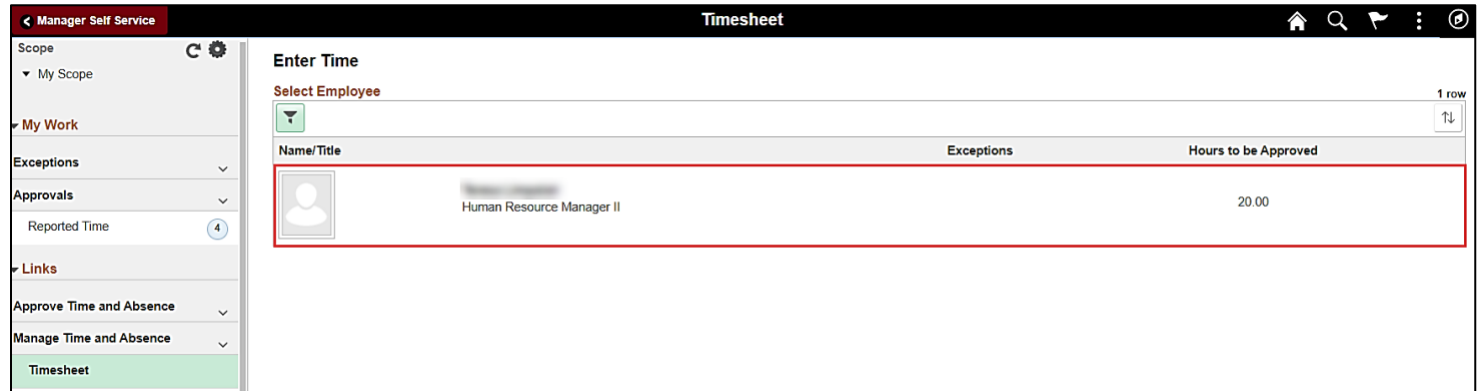 Manager Self Service
Timesheet
Scope
My Scope
My Work
Exceptions
Approvals
Reported Time 4
Links
Approve Time and Absence
Manage Time and Absence
Timesheet
Enter Time
Select Employee
1 row
Name/Title Exceptions Hours to be Approved
Human Resource Manager II 20.00